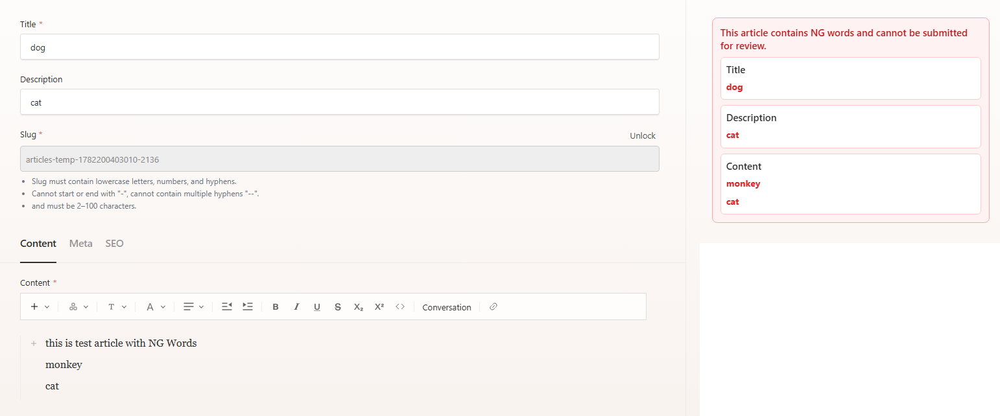 Title *
dog
Description
cat
Slug *
Unlock
articles-temp-1782200403010-2136
Slug must contain lowercase letters, numbers, and hyphens.
Cannot start or end with "-", cannot contain multiple hyphens "--".
and must be 2–100 characters.
Content Meta SEO
Content *
T A B I U S X₂ X² <> Conversation
this is test article with NG Words
monkey
cat
This article contains NG words and cannot be submitted
for review.
Title
dog
Description
cat
Content
monkey
cat